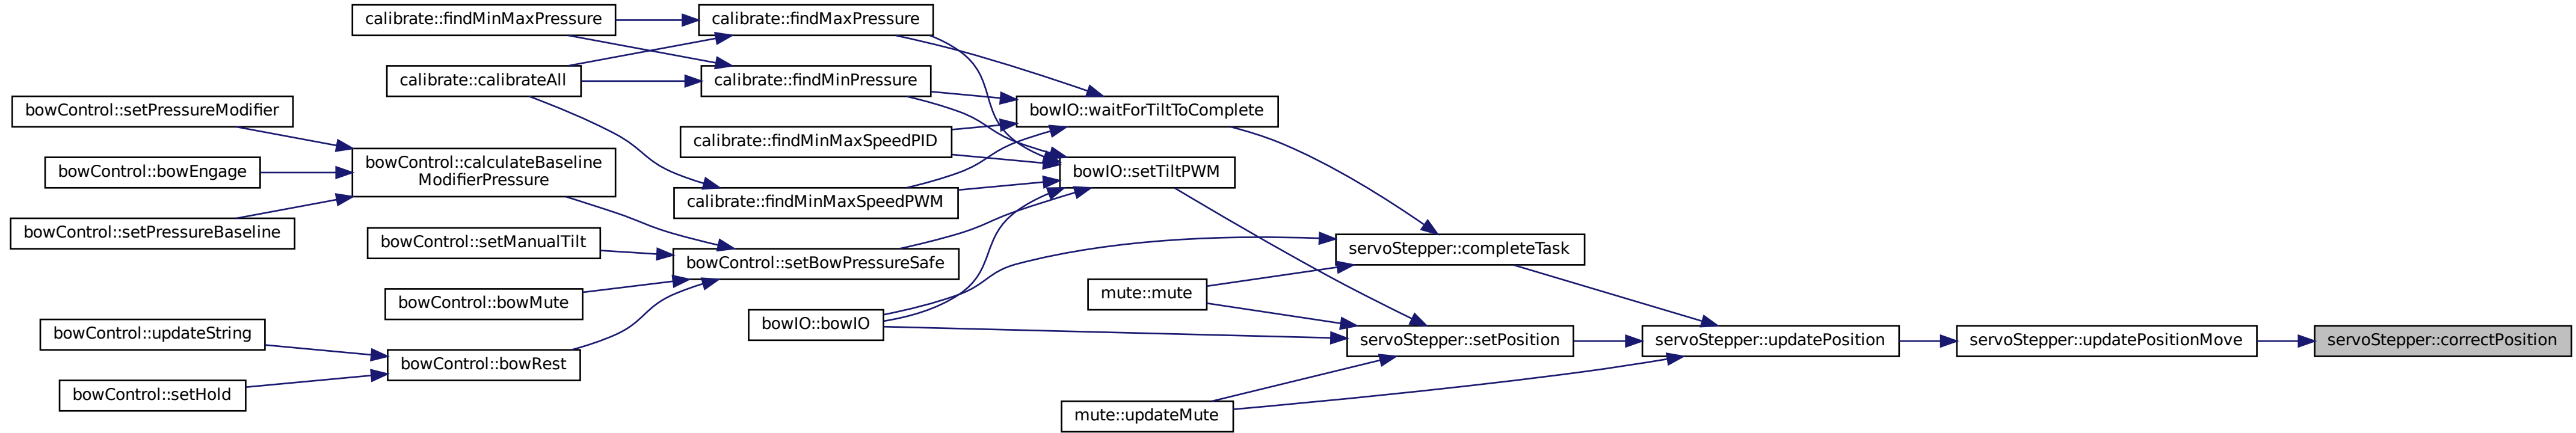 calibrate::findMinMaxPressure
calibrate::findMaxPressure
calibrate::calibrateAll
calibrate::findMinPressure
bowControl::setPressureModifier
bowIO::waitForTiltToComplete
calibrate::findMinMaxSpeedPID
bowControl::calculateBaseline
ModifierPressure
bowControl::bowEngage
bowIO::setTiltPWM
calibrate::findMinMaxSpeedPWM
bowControl::setPressureBaseline
bowControl::setManualTilt
servoStepper::completeTask
bowControl::setBowPressureSafe
mute::mute
bowControl::bowMute
bowIO::bowIO
bowControl::updateString
servoStepper::setPosition
servoStepper::updatePosition
servoStepper::updatePositionMove
servoStepper::correctPosition
bowControl::bowRest
bowControl::setHold
mute::updateMute